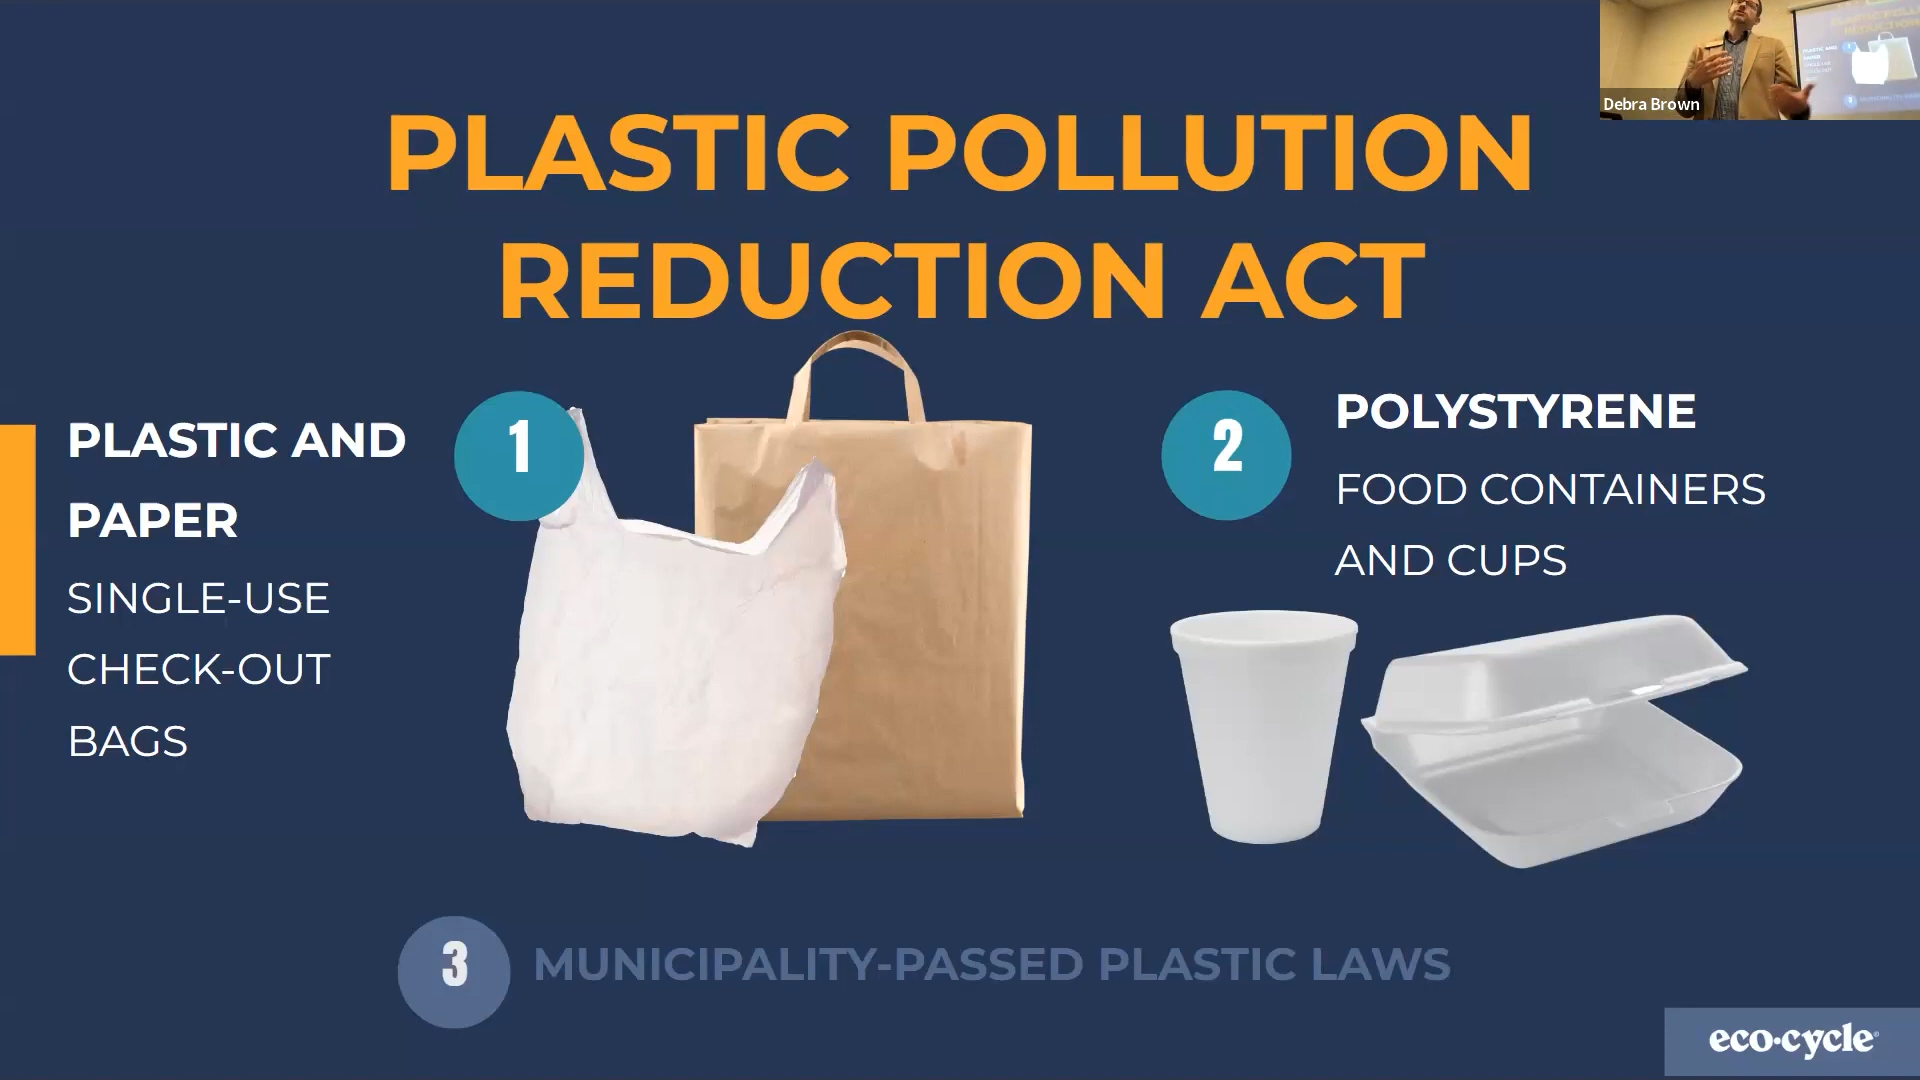 PLASTIC POLLUTION
REDUCTION ACT
PLASTIC AND
PAPER
SINGLE-USE
CHECK-OUT
BAGS
1
2
POLYSTYRENE
FOOD CONTAINERS
AND CUPS
3 MUNICIPALITY-PASSED PLASTIC LAWS
eco·cycle
Debra Brown